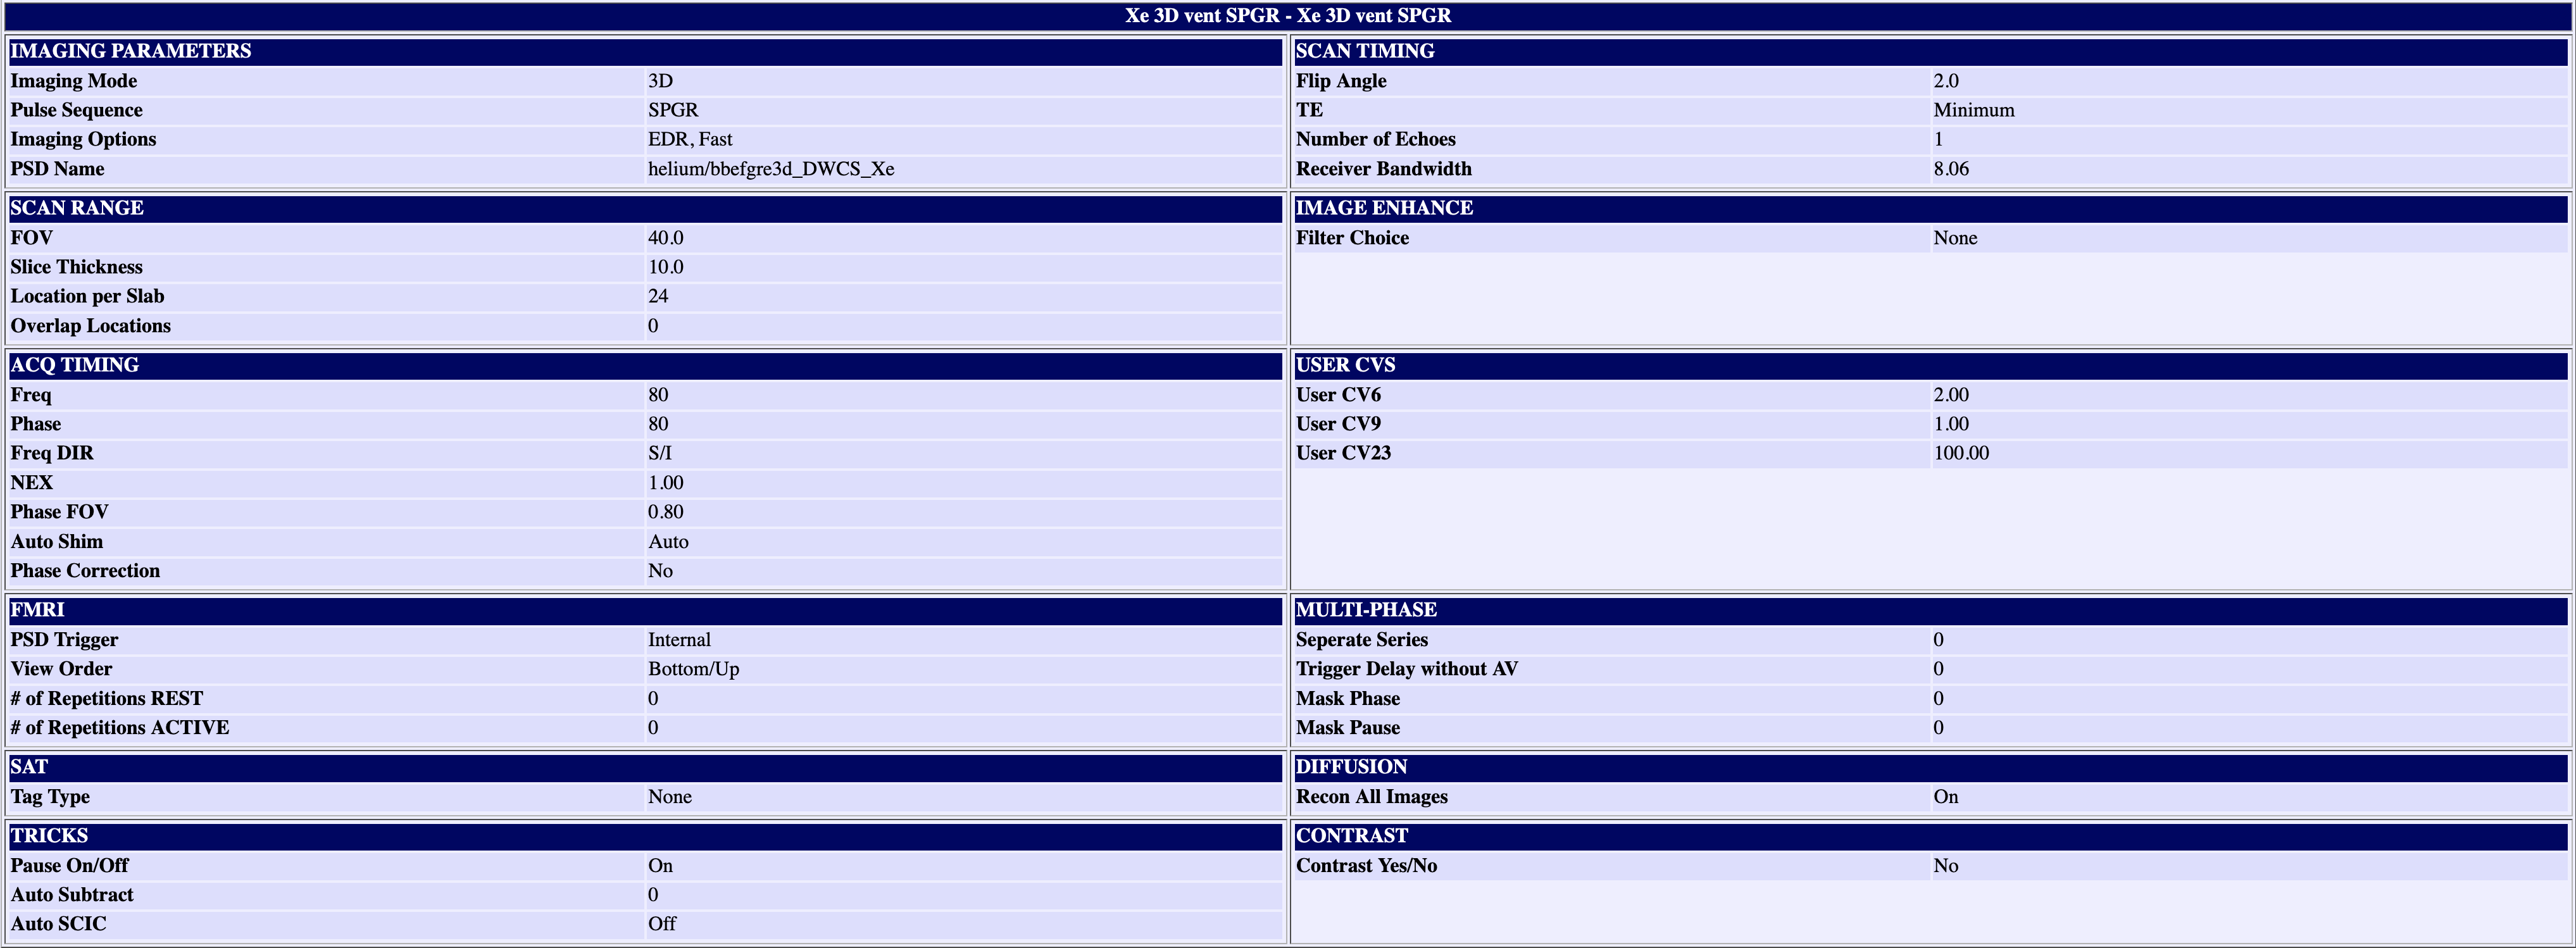 Xe 3D vent SPGR - Xe 3D vent SPGR
IMAGING PARAMETERS
Imaging Mode 3D
Pulse Sequence SPGR
Imaging Options EDR, Fast
PSD Name helium/bbefgre3d_DWCS_Xe
SCAN TIMING
Flip Angle 2.0
TE Minimum
Number of Echoes 1
Receiver Bandwidth 8.06
SCAN RANGE
FOV 40.0
Slice Thickness 10.0
Location per Slab 24
Overlap Locations 0
IMAGE ENHANCE
Filter Choice None
ACQ TIMING
Freq 80
Phase 80
Freq DIR S/I
NEX 1.00
Phase FOV 0.80
Auto Shim Auto
Phase Correction No
USER CVS
User CV6 2.00
User CV9 1.00
User CV23 100.00
FMRI
PSD Trigger Internal
View Order Bottom/Up
# of Repetitions REST 0
# of Repetitions ACTIVE 0
MULTI-PHASE
Seperate Series 0
Trigger Delay without AV 0
Mask Phase 0
Mask Pause 0
SAT
Tag Type None
DIFFUSION
Recon All Images On
TRICKS
Pause On/Off On
Auto Subtract 0
Auto SCIC Off
CONTRAST
Contrast Yes/No No